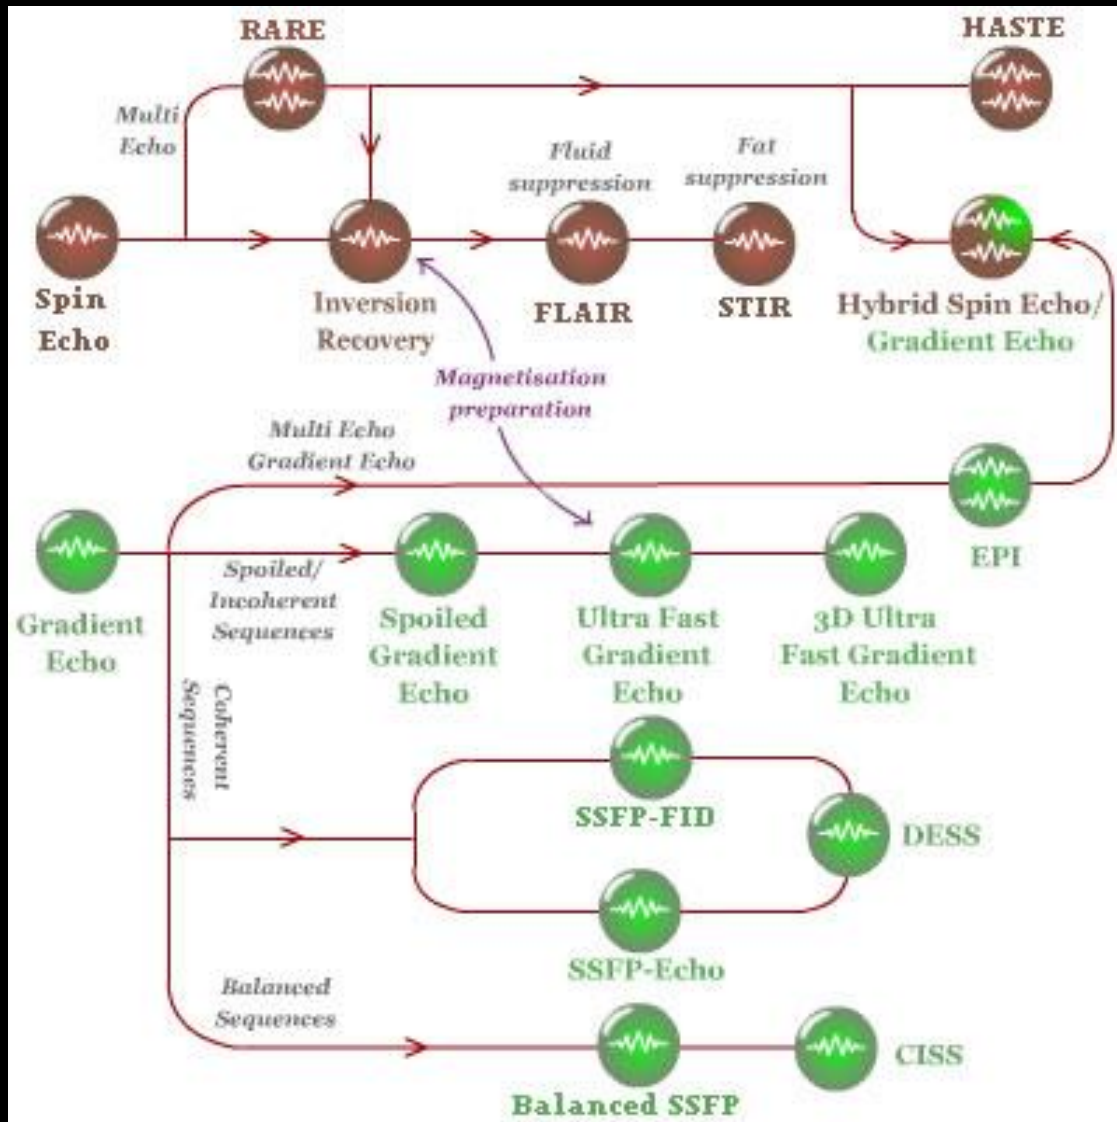 RARE
HASTE
Multi
Echo
Fluid
suppression
Fat
suppression
Spin
Echo
Inversion
Recovery
FLAIR
STIR
Hybrid Spin Echo/
Gradient Echo
Magnetisation
preparation
Multi Echo
Gradient Echo
EPI
Gradient
Echo
Spoiled/
Incoherent
Sequences
Spoiled
Gradient
Echo
Ultra Fast
Gradient
Echo
3D Ultra
Fast Gradient
Echo
Coherent
Sequences
SSFP-FID
DESS
SSFP-Echo
Balanced
Sequences
Balanced SSFP
CISS